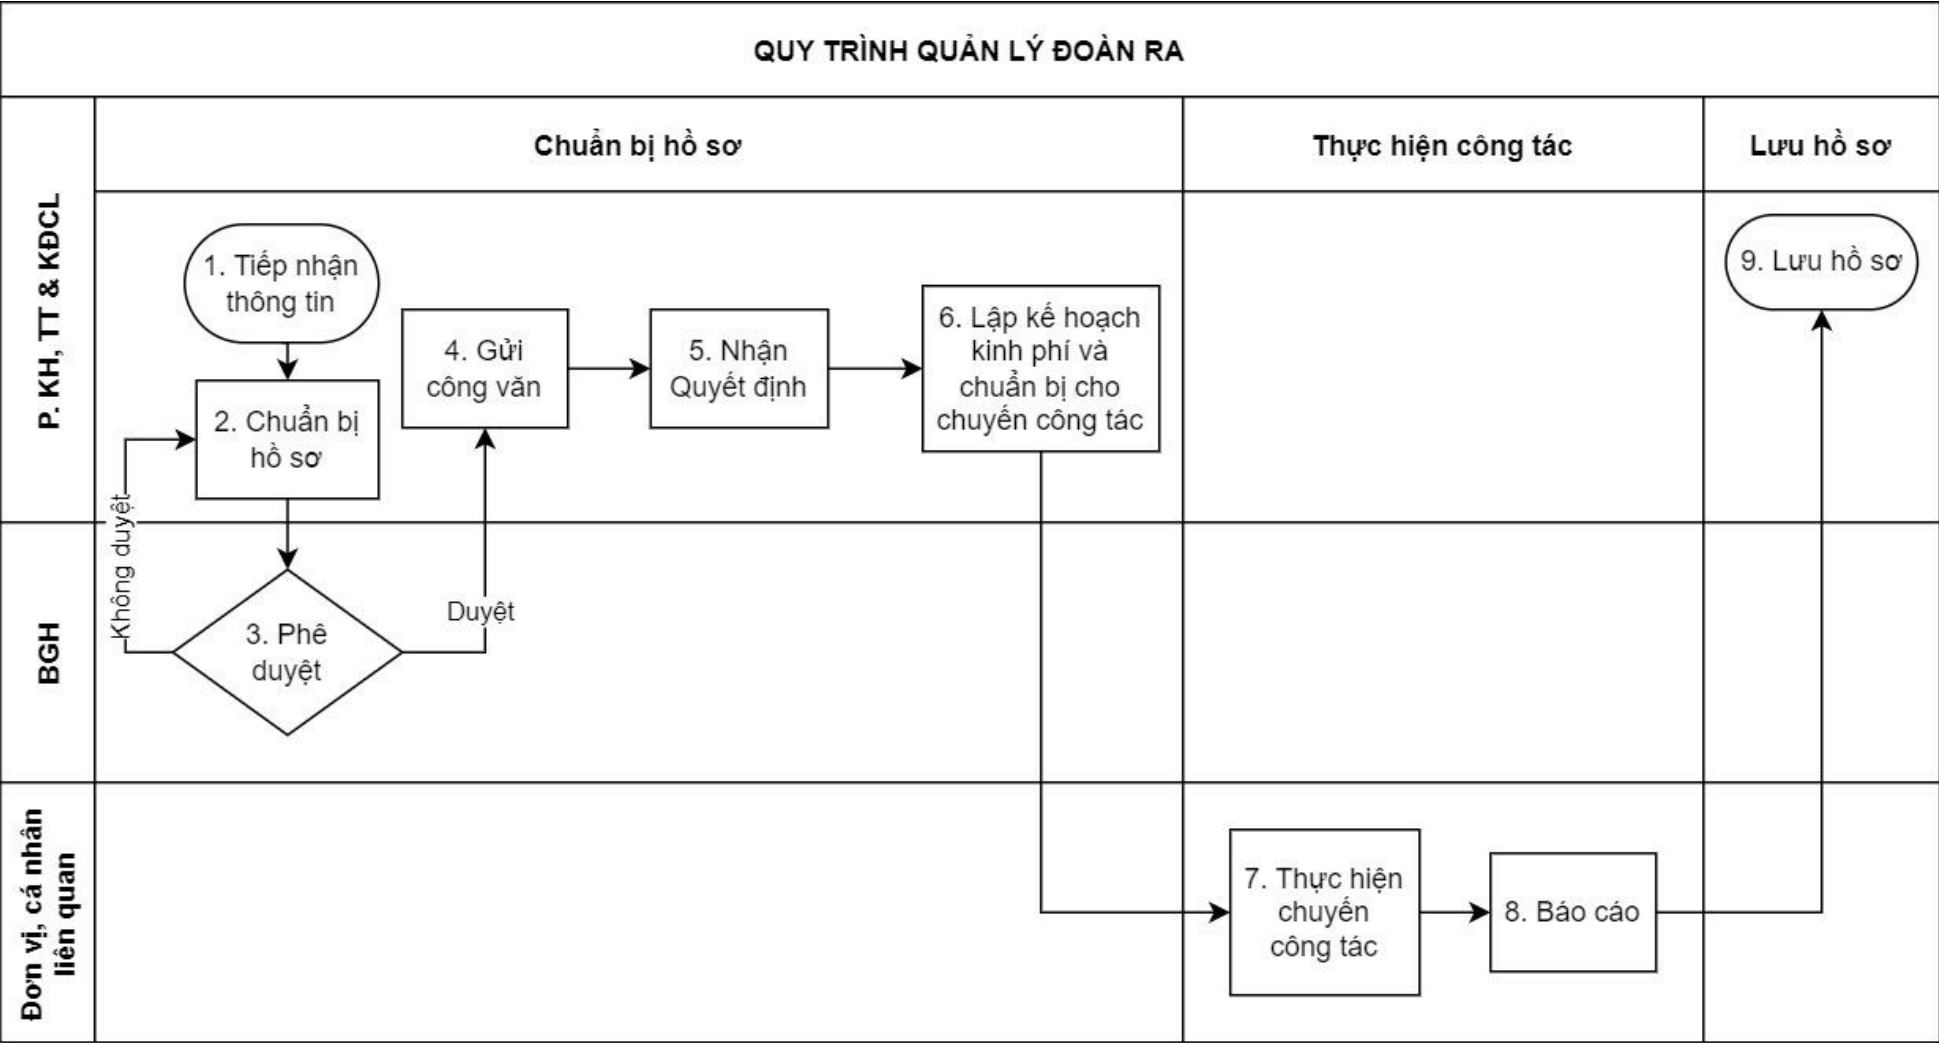 QUY TRÌNH QUẢN LÝ ĐOÀN RA
Chuẩn bị hồ sơ
Thực hiện công tác
Lưu hồ sơ
P. KH, TT & KĐCL
1. Tiếp nhận
thông tin
2. Chuẩn bị
hồ sơ
4. Gửi
công văn
5. Nhận
Quyết định
6. Lập kế hoạch
kinh phí và
chuẩn bị cho
chuyến công tác
9. Lưu hồ sơ
Không duyệt
BGH
3. Phê
duyệt
Duyệt
Đơn vị, cá nhân
liên quan
7. Thực hiện
chuyến
công tác
8. Báo cáo